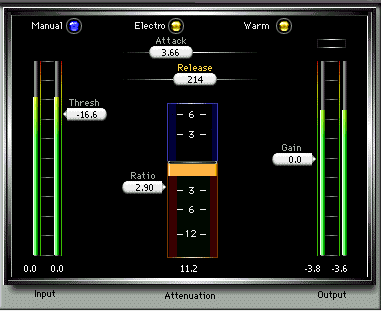 Manual Electro Warm
Attack
3.66
Release
214
Thresh
-16.6
6
3
Gain
0.0
Ratio
2.90
3
6
12
0.0 0.0 11.2 -3.8 -3.6
Input Attenuation Output